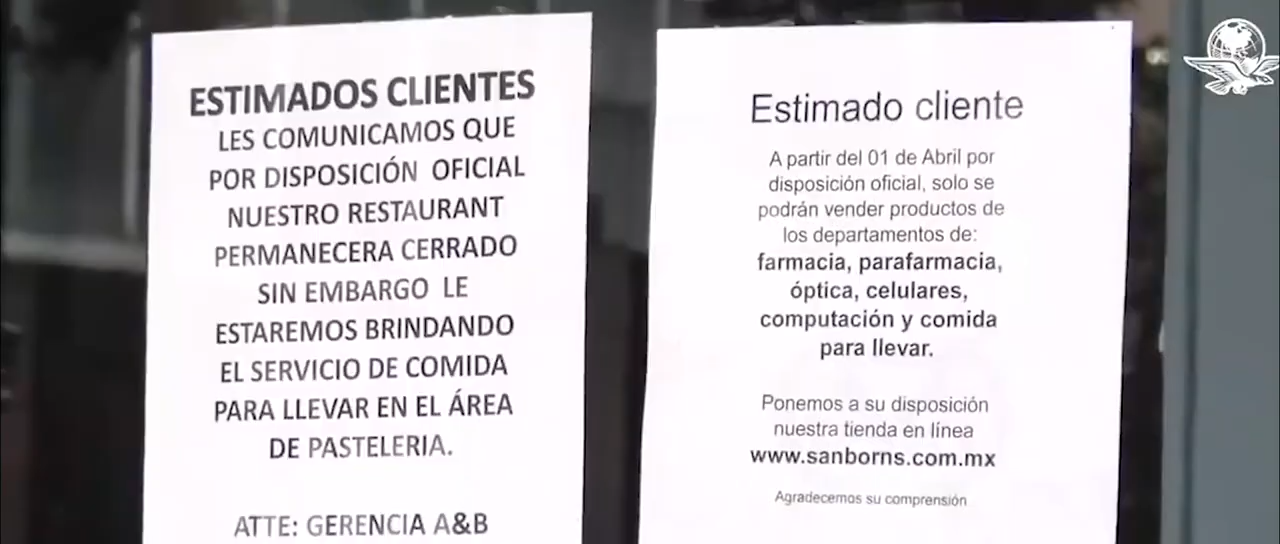 ESTIMADOS CLIENTES
LES COMUNICAMOS QUE
POR DISPOSICIÓN OFICIAL
NUESTRO RESTAURANT
PERMANECERA CERRADO
SIN EMBARGO LE
ESTAREMOS BRINDANDO
EL SERVICIO DE COMIDA
PARA LLEVAR EN EL ÁREA
DE PASTELERIA.
ATTE: GERENCIA A&B
Estimado cliente
A partir del 01 de Abril por
disposición oficial, solo se
podrán vender productos de
los departamentos de:
farmacia, parafarmacia,
óptica, celulares,
computación y comida
para llevar.
Ponemos a su disposición
nuestra tienda en línea
www.sanborns.com.mx
Agradecemos su comprensión